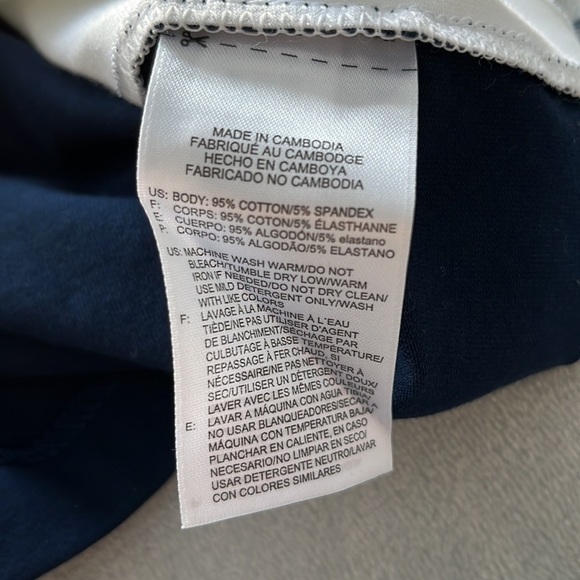 MADE IN CAMBODIA
FABRIQUÉ AU CAMBODGE
HECHO EN CAMBOYA
FABRICADO NO CAMBODIA
US: BODY: 95% COTTON/5% SPANDEX
F: CORPS: 95% COTON/5% ÉLASTHANNE
E: CUERPO: 95% ALGODÓN/5% elastano
P: CORPO: 95% ALGODÃO/5% ELASTANO
US: MACHINE WASH WARM/DO NOT
BLEACH/TUMBLE DRY LOW/WARM
IRON IF NEEDED/DO NOT DRY CLEAN/
USE MILD DETERGENT ONLY/WASH
WITH LIKE COLORS
F: LAVAGE À LA MACHINE À L'EAU
TIÈDE/NE PAS UTILISER D'AGENT
DE BLANCHIMENT/SÉCHAGE PAR
CULBUTAGE À BASSE TEMPÉRATURE/
REPASSAGE À FER CHAUD, SI
NÉCESSAIRE/NE PAS NETTOYER À
SEC/UTILISER UN DÉTERGENT DOUX/
LAVER AVEC LES MÊMES COULEURS
E: LAVAR A MÁQUINA CON AGUA TIBIA/
NO USAR BLANQUEADORES/SECAR A
MÁQUINA CON TEMPERATURA BAJA/
PLANCHAR EN CALIENTE, EN CASO
NECESARIO/NO LIMPIAR EN SECO/
USAR DETERGENTE NEUTRO/LAVAR
CON COLORES SIMILARES